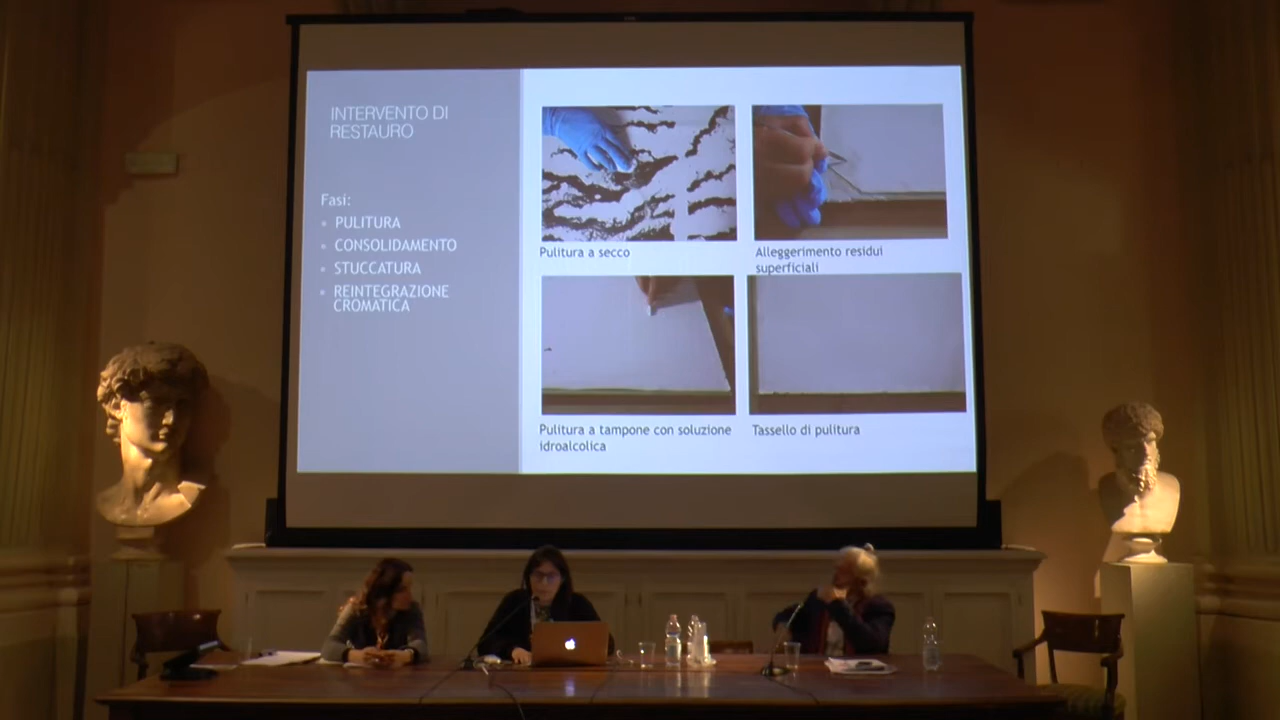 INTERVENTO DI
RESTAURO
Fasi:
• PULITURA
• CONSOLIDAMENTO
• STUCCATURA
• REINTEGRAZIONE
CROMATICA
Pulitura a secco
Alleggerimento residui
superficiali
Pulitura a tampone con soluzione
idroalcolica
Tassello di pulitura